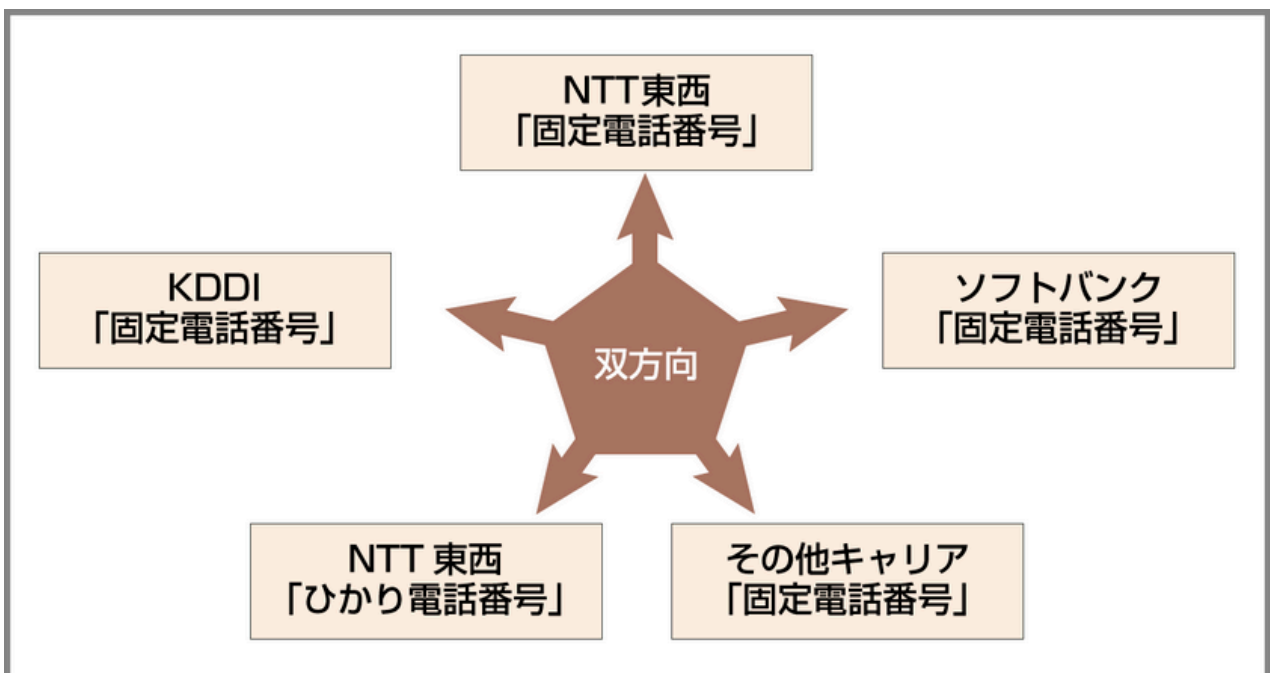 NTT東西
「固定電話番号」
KDDI
「固定電話番号」
ソフトバンク
「固定電話番号」
双方向
NTT 東西
「ひかり電話番号」
その他キャリア
「固定電話番号」